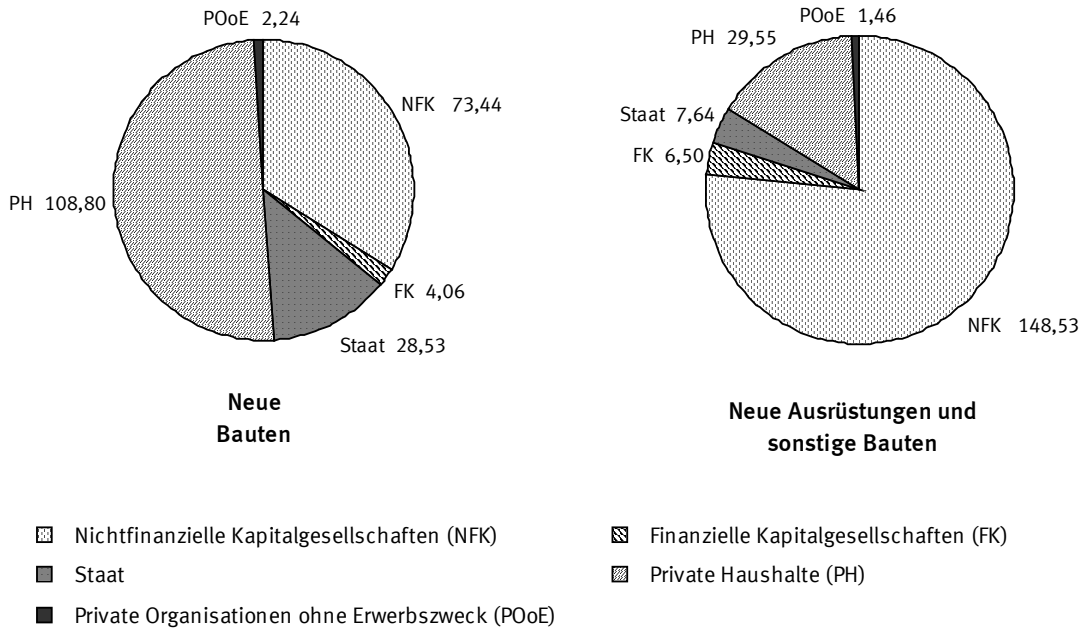 POoE 2,24
NFK 73,44
FK 4,06
Staat 28,53
PH 108,80
Neue
Bauten
POoE 1,46
PH 29,55
Staat 7,64
FK 6,50
NFK 148,53
Neue Ausrüstungen und
sonstige Bauten
Nichtfinanzielle Kapitalgesellschaften (NFK)
Finanzielle Kapitalgesellschaften (FK)
Staat
Private Haushalte (PH)
Private Organisationen ohne Erwerbszweck (POoE)